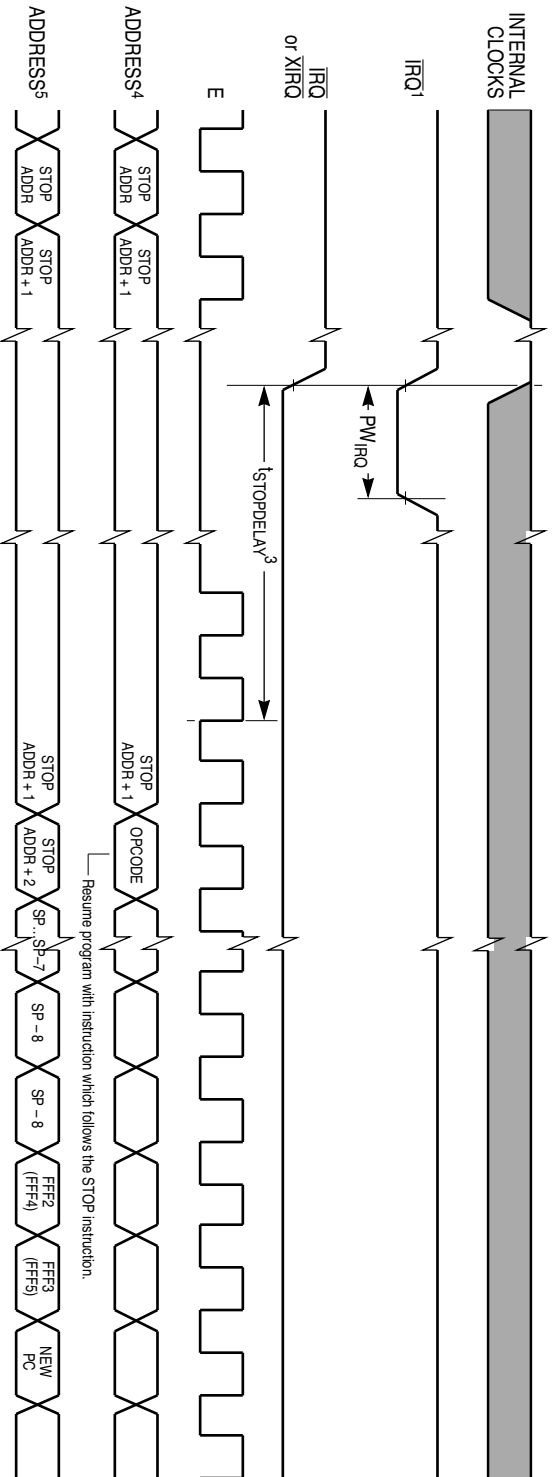 INTERNAL
CLOCKS
IRQ¹
IRQ
or XIRQ
E
ADDRESS⁴
ADDRESS⁵
PW_IRQ
t_STOPDELAY³
STOP
ADDR + 1
STOP
ADDR + 1
OPCODE
Resume program with instruction which follows the STOP instruction.
STOP
ADDR
STOP
ADDR + 1
STOP
ADDR + 1
STOP
ADDR + 2
SP…SP–7
SP – 8
SP – 8
FFF2
(FFF4)
FFF3
(FFF5)
NEW
PC